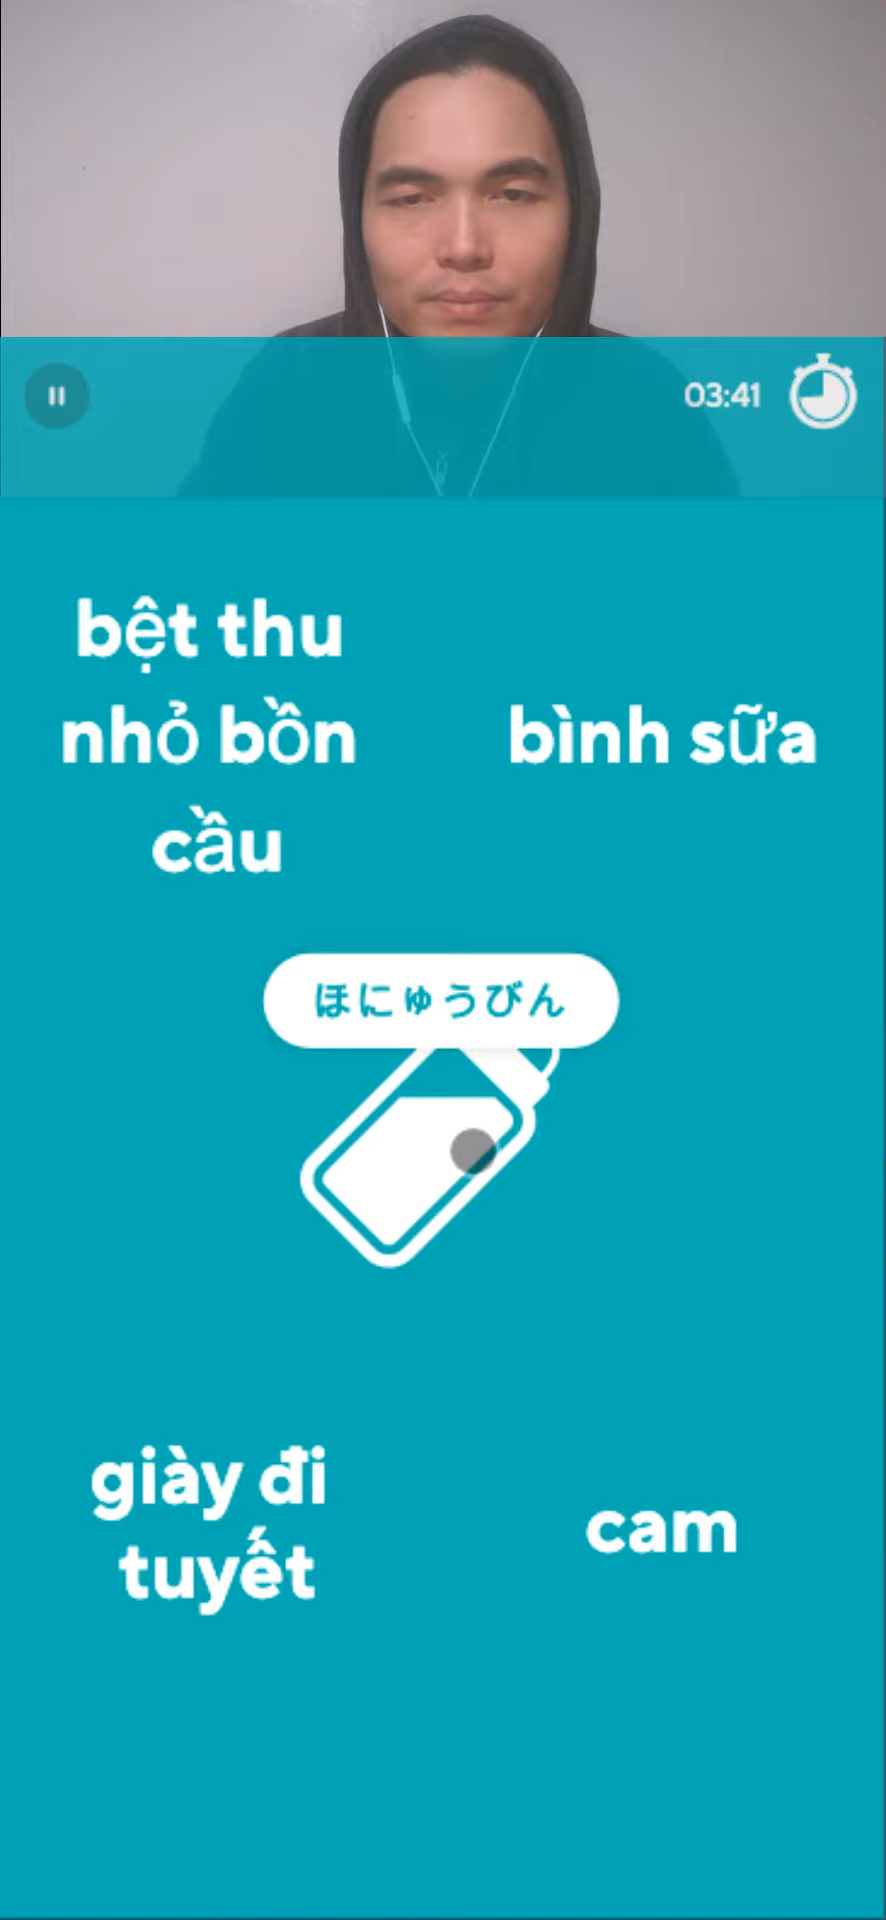 03:41
bệt thu
nhỏ bồn
cầu
bình sữa
ほにゅうびん
giày đi
tuyết
cam